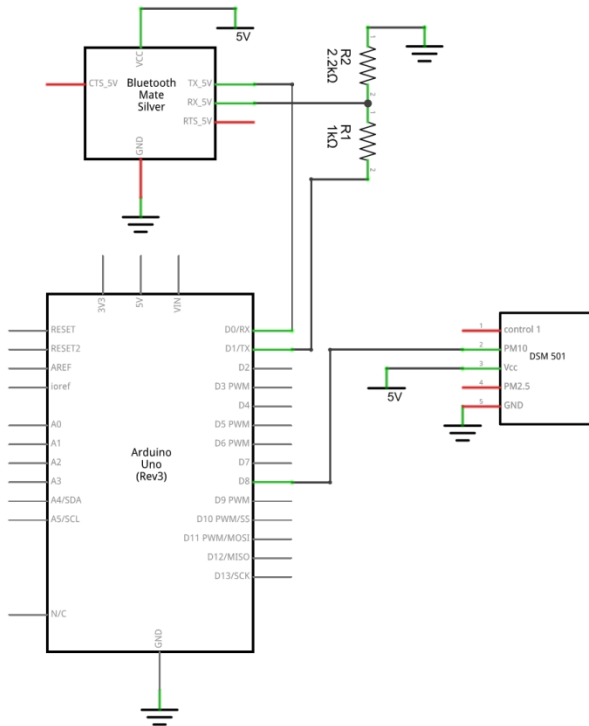 5V
VCC
CTS_5V
Bluetooth
Mate
Silver
TX_5V
RX_5V
RTS_5V
GND
R2
2.2kΩ
1
2
R1
1kΩ
1
2
3V3
5V
VIN
RESET
RESET2
AREF
ioref
A0
A1
A2
A3
A4/SDA
A5/SCL
N/C
Arduino
Uno
(Rev3)
D0/RX
D1/TX
D2
D3 PWM
D4
D5 PWM
D6 PWM
D7
D8
D9 PWM
D10 PWM/SS
D11 PWM/MOSI
D12/MISO
D13/SCK
GND
1 control 1
2 PM10
DSM 501
3 Vcc
4 PM2.5
5 GND
5V